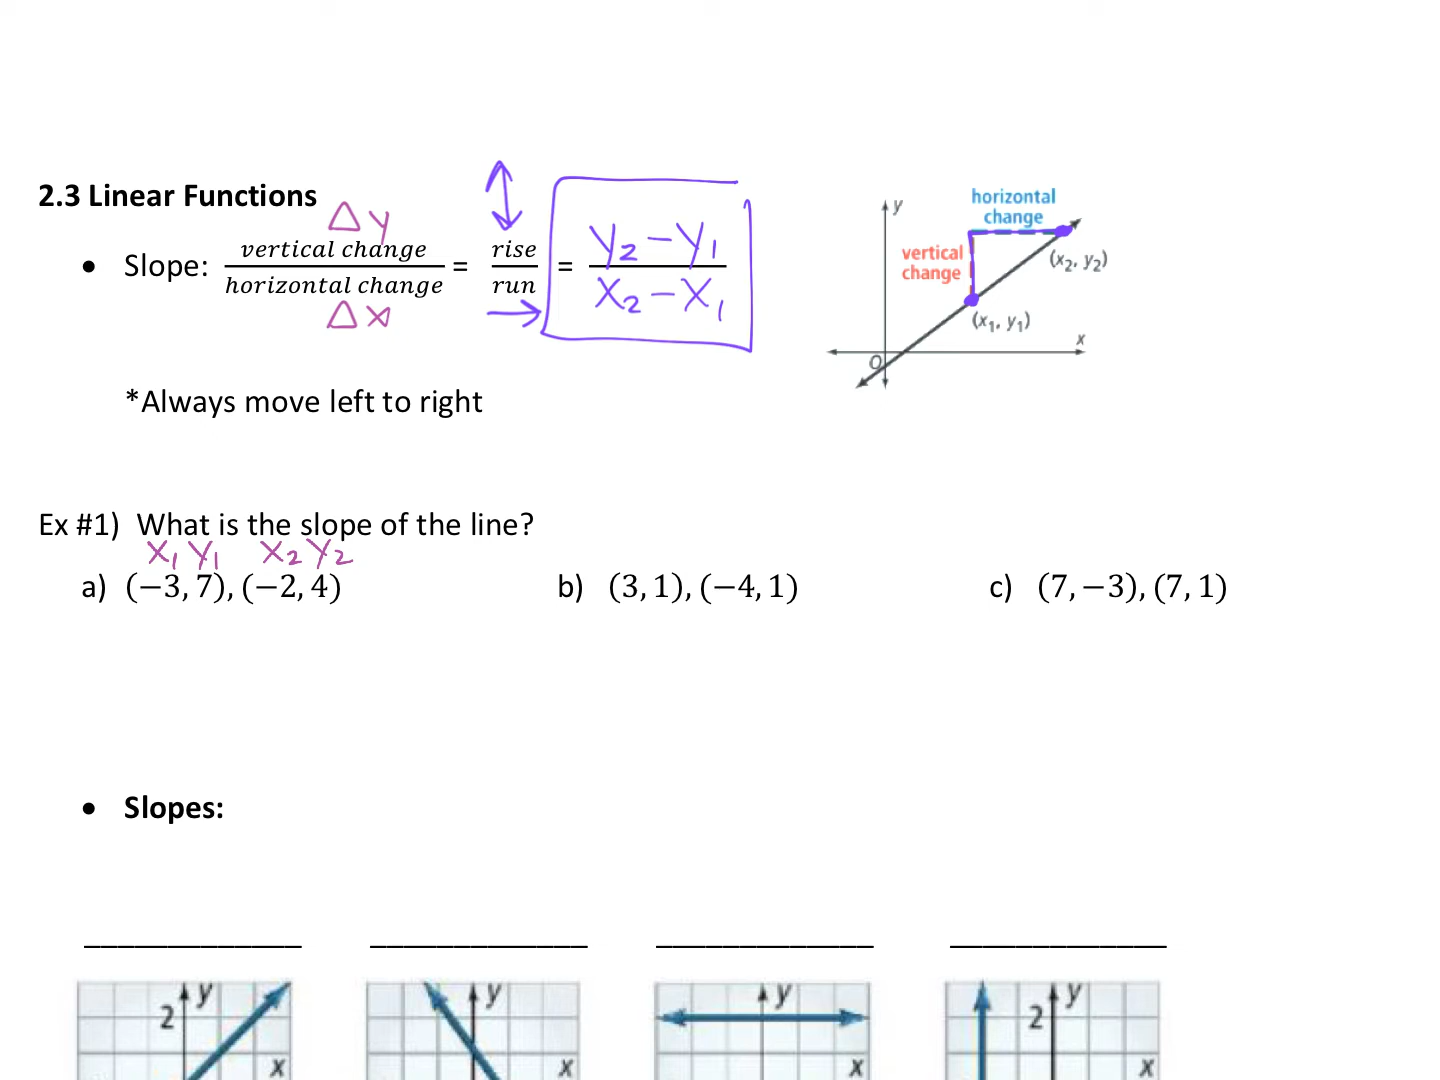 2.3 Linear Functions
Δy
• Slope: vertical change / horizontal change = rise / run = y₂ − y₁ / x₂ − x₁
Δx
*Always move left to right
horizontal change
vertical change
(x₂, y₂)
(x₁, y₁)
y
x
O
Ex #1) What is the slope of the line?
x₁ y₁ x₂ y₂
a) (−3, 7), (−2, 4) b) (3, 1), (−4, 1) c) (7, −3), (7, 1)
• Slopes:
2 y x
y x
y x
2 y x